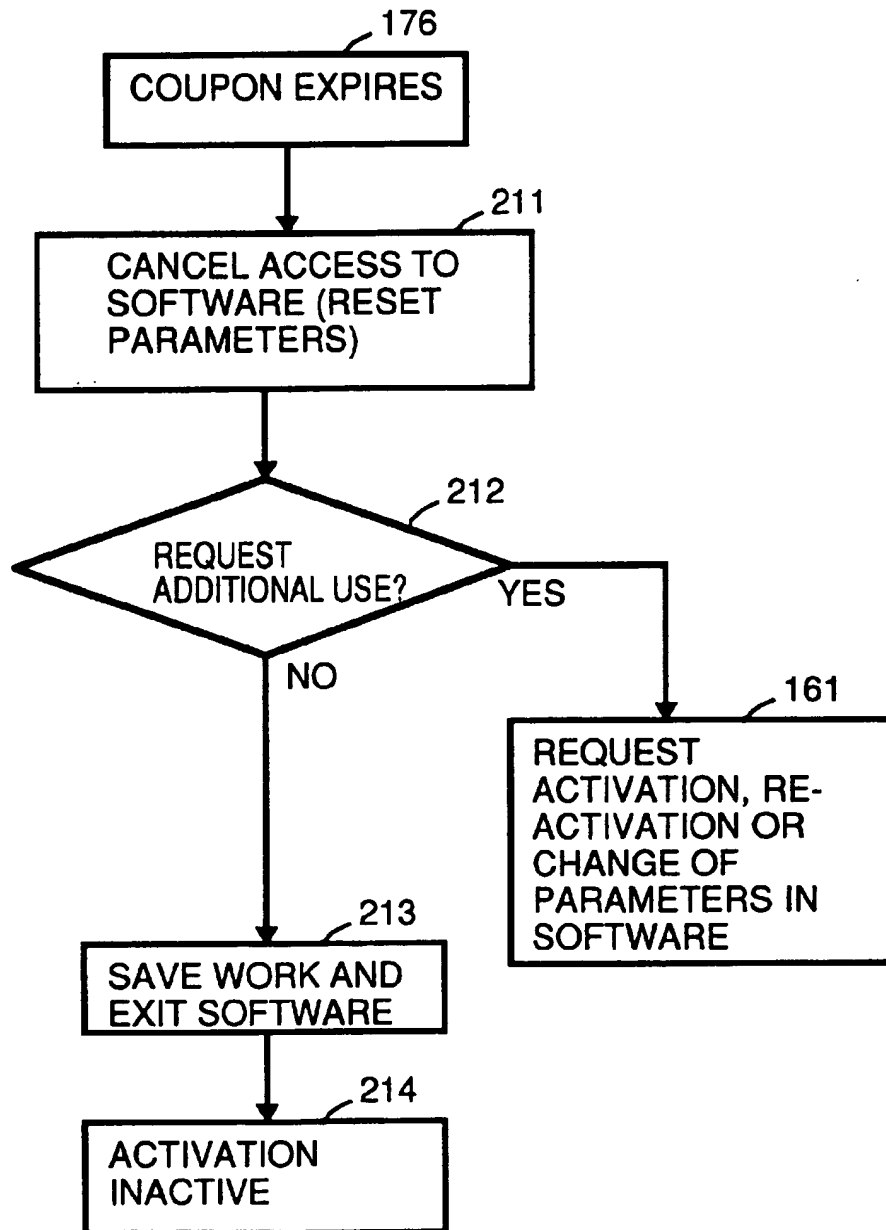 176
COUPON EXPIRES
211
CANCEL ACCESS TO
SOFTWARE (RESET
PARAMETERS)
212
REQUEST
ADDITIONAL USE?
YES
NO
161
REQUEST
ACTIVATION, RE-
ACTIVATION OR
CHANGE OF
PARAMETERS IN
SOFTWARE
213
SAVE WORK AND
EXIT SOFTWARE
214
ACTIVATION
INACTIVE